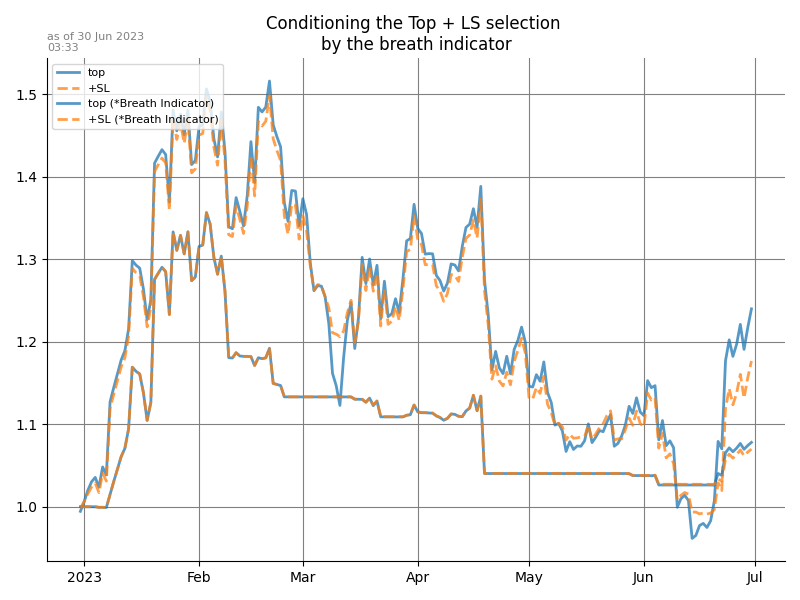 Conditioning the Top + LS selection
by the breath indicator
as of 30 Jun 2023
03:33
top
+SL
top (*Breath Indicator)
+SL (*Breath Indicator)
1.5
1.4
1.3
1.2
1.1
1.0
2023 Feb Mar Apr May Jun Jul